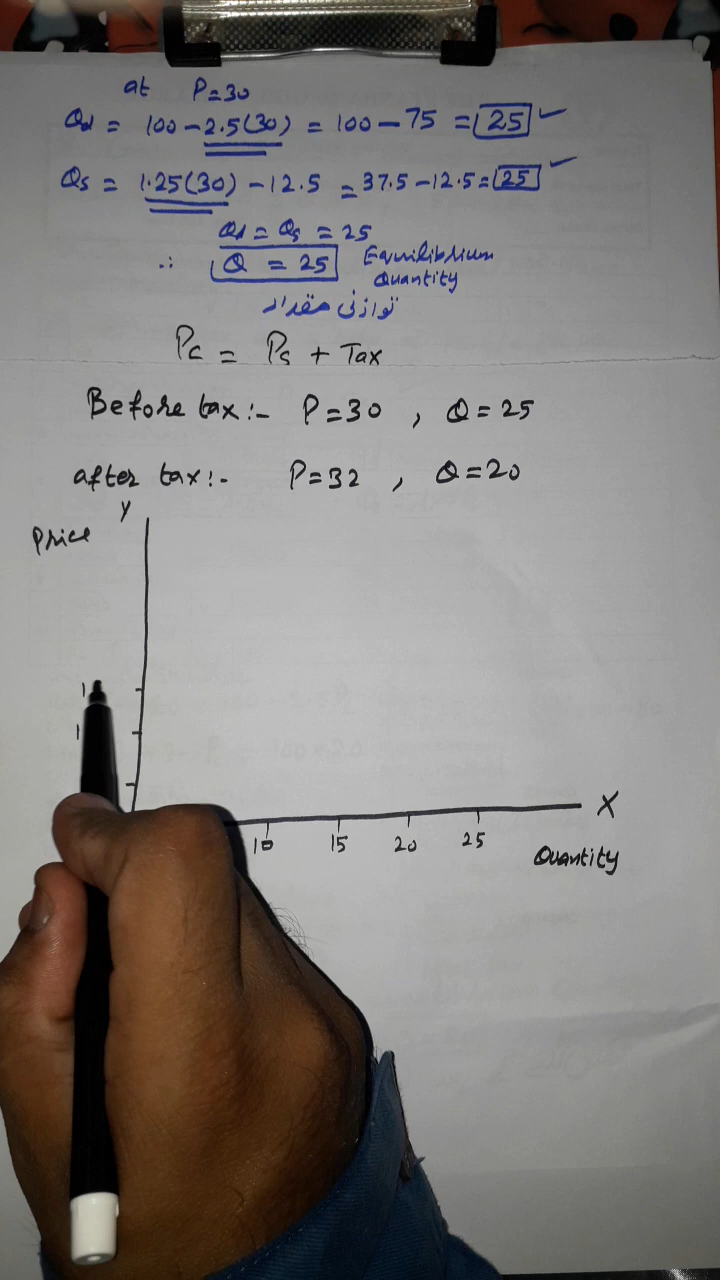 at P=30
Qd = 100-2.5(30) = 100-75 = 25 ✓
Qs = 1.25(30)-12.5 = 37.5-12.5=25 ✓
Qd = Qs = 25
∴ Q = 25 Equilibrium Quantity
توازنی مقدار
Pc = Ps + Tax
Before tax:- P=30 , Q=25
after tax:- P=32 , Q=20
Y
Price
1
1
X
10 15 20 25
Quantity